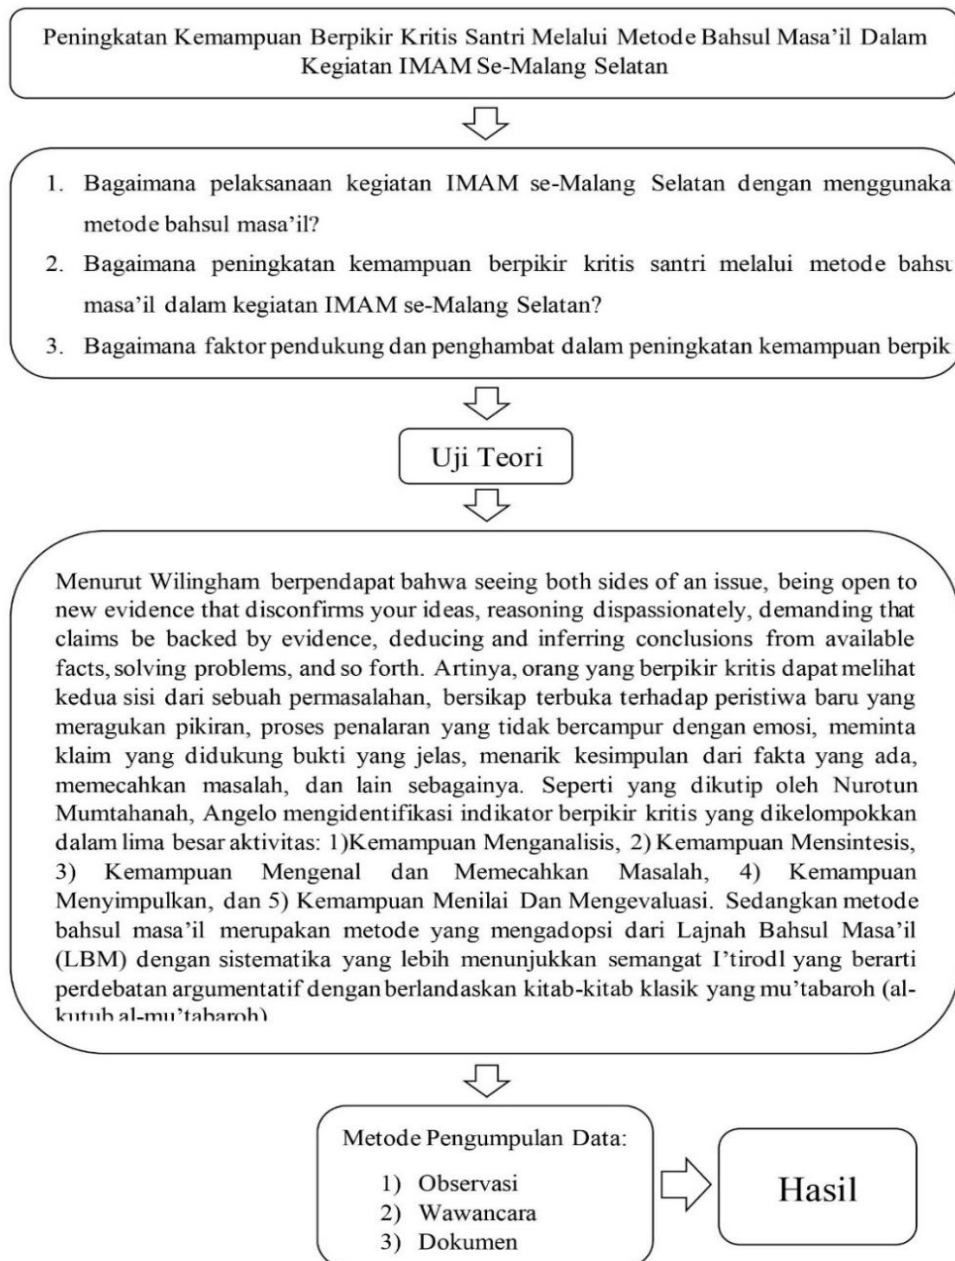 Peningkatan Kemampuan Berpikir Kritis Santri Melalui Metode Bahsul Masa’il Dalam
Kegiatan IMAM Se-Malang Selatan
1. Bagaimana pelaksanaan kegiatan IMAM se-Malang Selatan dengan menggunaka
metode bahsul masa’il?
2. Bagaimana peningkatan kemampuan berpikir kritis santri melalui metode bahsu
masa’il dalam kegiatan IMAM se-Malang Selatan?
3. Bagaimana faktor pendukung dan penghambat dalam peningkatan kemampuan berpik
Uji Teori
Menurut Wilingham berpendapat bahwa seeing both sides of an issue, being open to
new evidence that disconfirms your ideas, reasoning dispassionately, demanding that
claims be backed by evidence, deducing and inferring conclusions from available
facts, solving problems, and so forth. Artinya, orang yang berpikir kritis dapat melihat
kedua sisi dari sebuah permasalahan, bersikap terbuka terhadap peristiwa baru yang
meragukan pikiran, proses penalaran yang tidak bercampur dengan emosi, meminta
klaim yang didukung bukti yang jelas, menarik kesimpulan dari fakta yang ada,
memecahkan masalah, dan lain sebagainya. Seperti yang dikutip oleh Nurotun
Mumtahanah, Angelo mengidentifikasi indikator berpikir kritis yang dikelompokkan
dalam lima besar aktivitas: 1)Kemampuan Menganalisis, 2) Kemampuan Mensintesis,
3) Kemampuan Mengenal dan Memecahkan Masalah, 4) Kemampuan
Menyimpulkan, dan 5) Kemampuan Menilai Dan Mengevaluasi. Sedangkan metode
bahsul masa’il merupakan metode yang mengadopsi dari Lajnah Bahsul Masa’il
(LBM) dengan sistematika yang lebih menunjukkan semangat I’tirodl yang berarti
perdebatan argumentatif dengan berlandaskan kitab-kitab klasik yang mu’tabaroh (al-
kutub al-mu’tabaroh)
Metode Pengumpulan Data:
1) Observasi
2) Wawancara
3) Dokumen
Hasil